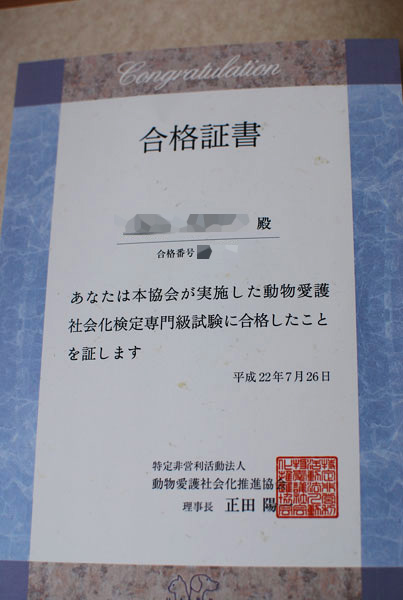 Congratulation
合格証書
殿
合格番号
あなたは本協会が実施した動物愛護
社会化検定専門級試験に合格したこと
を証します
平成22年7月26日
特定非営利活動法人
動物愛護社会化推進協会
理事長 正田 陽